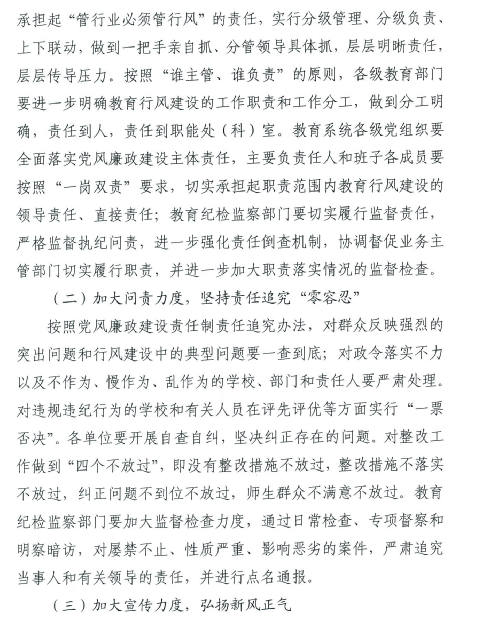 承担起“管行业必须管行风”的责任，实行分级管理、分级负责、
上下联动，做到一把手亲自抓、分管领导具体抓，层层明晰责任，
层层传导压力。按照“谁主管、谁负责”的原则，各级教育部门
要进一步明确教育行风建设的工作职责和工作分工，做到分工明
确，责任到人，责任到职能处（科）室。教育系统各级党组织要
全面落实党风廉政建设主体责任，主要负责人和班子各成员要
按照“一岗双责”要求，切实承担起职责范围内教育行风建设的
领导责任、直接责任；教育纪检监察部门要切实履行监督责任，
严格监督执纪问责，进一步强化责任倒查机制，协调督促业务主
管部门切实履行职责，并进一步加大职责落实情况的监督检查。
（二）加大问责力度，坚持责任追究“零容忍”
按照党风廉政建设责任制责任追究办法，对群众反映强烈的
突出问题和行风建设中的典型问题要一查到底；对政令落实不力
以及不作为、慢作为、乱作为的学校、部门和责任人要严肃处理。
对违规违纪行为的学校和有关人员在评先评优等方面实行“一票
否决”。各单位要开展自查自纠，坚决纠正存在的问题。对整改工
作做到“四个不放过”，即没有整改措施不放过，整改措施不落实
不放过，纠正问题不到位不放过，师生群众不满意不放过。教育
纪检监察部门要加大监督检查力度，通过日常检查、专项督察和
明察暗访，对屡禁不止、性质严重、影响恶劣的案件，严肃追究
当事人和有关领导的责任，并进行点名通报。
（三）加大宣传力度，弘扬新风正气